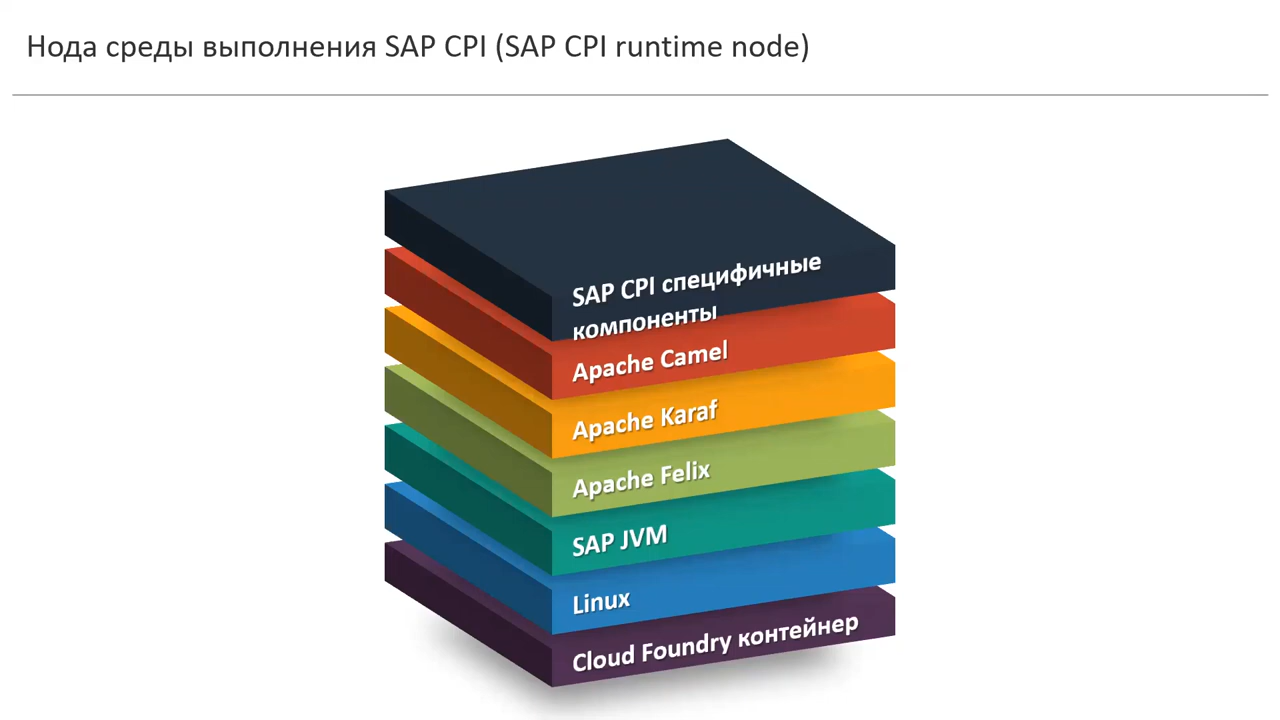 Нода среды выполнения SAP CPI (SAP CPI runtime node)
SAP CPI специфичные
компоненты
Apache Camel
Apache Karaf
Apache Felix
SAP JVM
Linux
Cloud Foundry контейнер